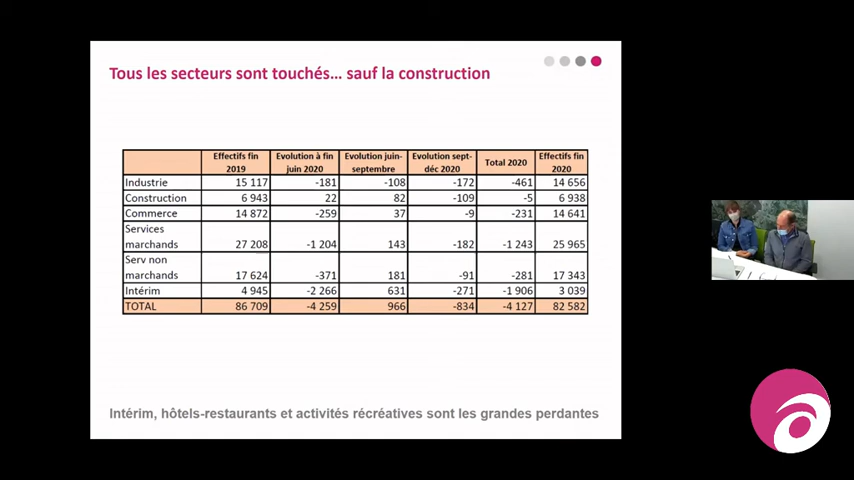 Tous les secteurs sont touchés... sauf la construction
Effectifs fin 2019 Evolution à fin juin 2020 Evolution juin-septembre Evolution sept-déc 2020 Total 2020 Effectifs fin 2020
Industrie 15 117 -181 -108 -172 -461 14 656
Construction 6 943 22 82 -109 -5 6 938
Commerce 14 872 -259 37 -9 -231 14 641
Services marchands 27 208 -1 204 143 -182 -1 243 25 965
Serv non marchands 17 624 -371 181 -91 -281 17 343
Intérim 4 945 -2 266 631 -271 -1 906 3 039
TOTAL 86 709 -4 259 966 -834 -4 127 82 582
Intérim, hôtels-restaurants et activités récréatives sont les grandes perdantes